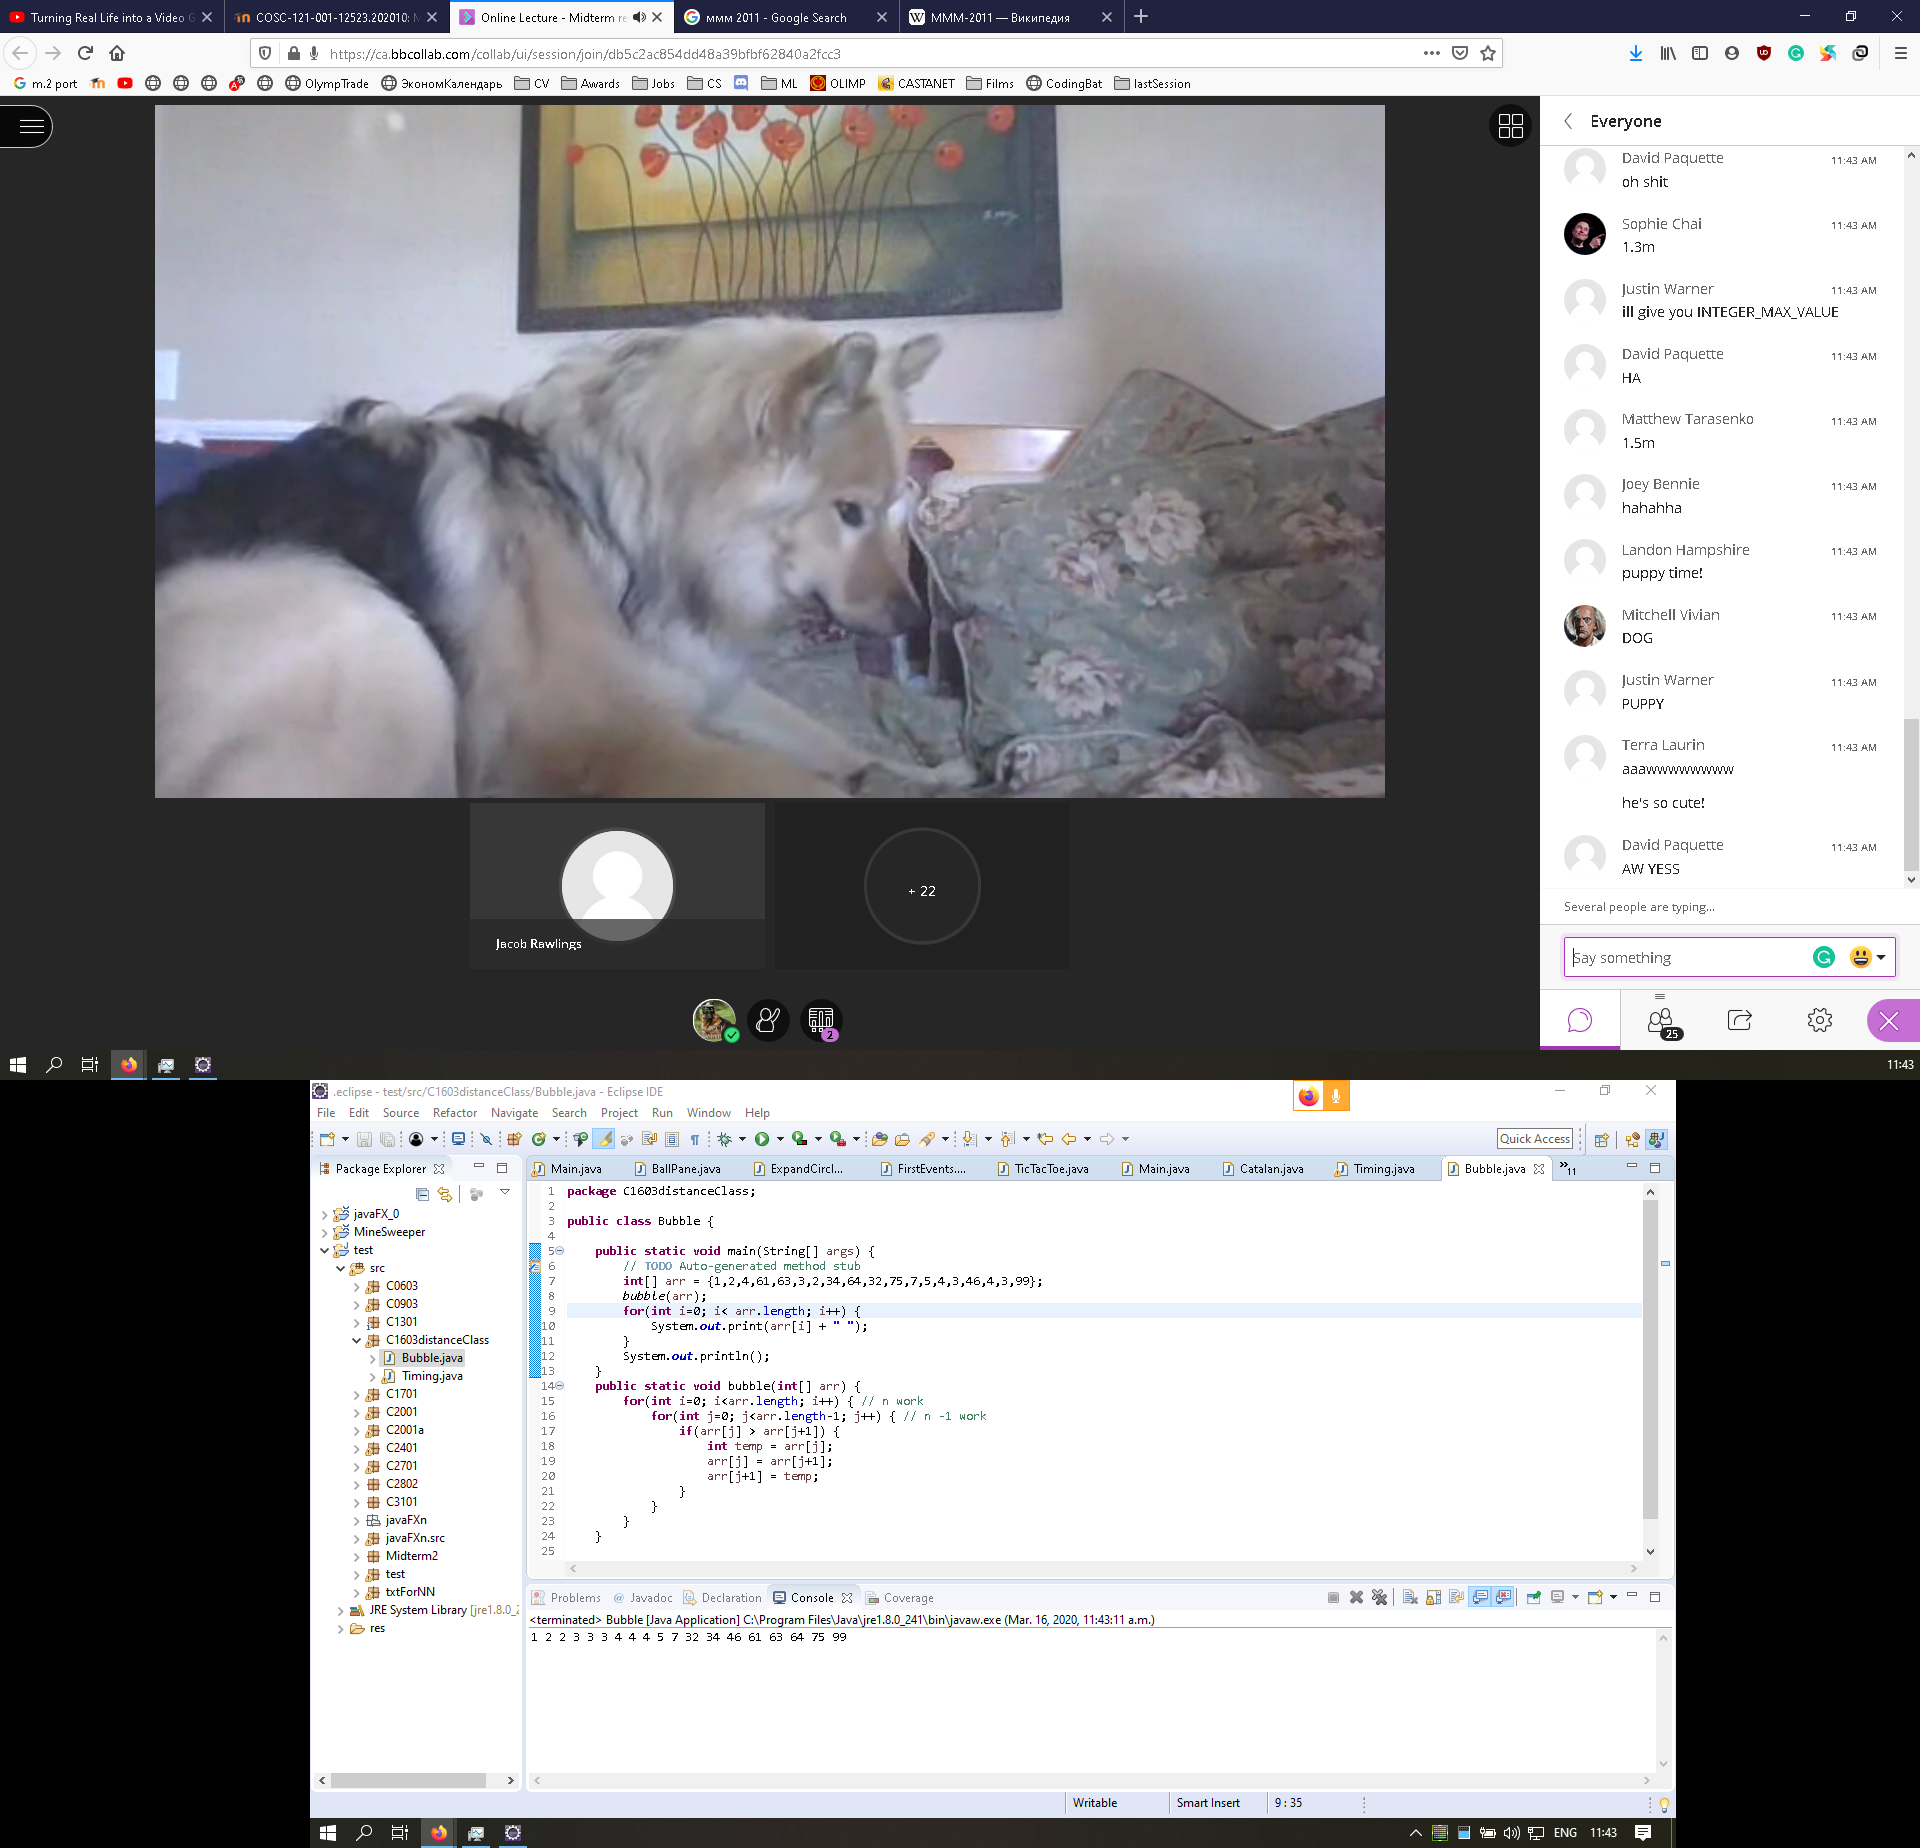 Turning Real Life into a Video G
COSC-121-001-12523.202010: M
Online Lecture - Midterm re
ммм 2011 - Google Search
МММ-2011 — Википедия
https://ca.bbcollab.com/collab/ui/session/join/db5c2ac854dd48a39bfbf62840a2fcc3
m.2 port
OlympTrade
ЭкономКалендарь
CV
Awards
Jobs
CS
ML
OLIMP
CASTANET
Films
CodingBat
lastSession
Everyone
David Paquette 11:43 AM
oh shit
Sophie Chai 11:43 AM
1.3m
Justin Warner 11:43 AM
ill give you INTEGER_MAX_VALUE
David Paquette 11:43 AM
HA
Matthew Tarasenko 11:43 AM
1.5m
Joey Bennie 11:43 AM
hahahha
Landon Hampshire 11:43 AM
puppy time!
Mitchell Vivian 11:43 AM
DOG
Justin Warner 11:43 AM
PUPPY
Terra Laurin 11:43 AM
aaawwwwwwwww
he's so cute!
David Paquette 11:43 AM
AW YESS
Several people are typing...
Say something
Jacob Rawlings
+ 22
2
25
11:43
.eclipse - test/src/C1603distanceClass/Bubble.java - Eclipse IDE
File Edit Source Refactor Navigate Search Project Run Window Help
Quick Access
Package Explorer
Main.java
BallPane.java
ExpandCircl...
FirstEvents....
TicTacToe.java
Main.java
Catalan.java
Timing.java
Bubble.java
»11
javaFX_0
MineSweeper
test
src
C0603
C0903
C1301
C1603distanceClass
Bubble.java
Timing.java
C1701
C2001
C2001a
C2401
C2701
C2802
C3101
javaFXn
javaFXn.src
Midterm2
test
txtForNN
JRE System Library [jre1.8.0_2
res
1 package C1603distanceClass;
2
3 public class Bubble {
4
5 public static void main(String[] args) {
6 // TODO Auto-generated method stub
7 int[] arr = {1,2,4,61,63,3,2,34,64,32,75,7,5,4,3,46,4,3,99};
8 bubble(arr);
9 for(int i=0; i< arr.length; i++) {
10 System.out.print(arr[i] + " ");
11 }
12 System.out.println();
13 }
14 public static void bubble(int[] arr) {
15 for(int i=0; i<arr.length; i++) { // n work
16 for(int j=0; j<arr.length-1; j++) { // n -1 work
17 if(arr[j] > arr[j+1]) {
18 int temp = arr[j];
19 arr[j] = arr[j+1];
20 arr[j+1] = temp;
21 }
22 }
23 }
24 }
25
Problems
Javadoc
Declaration
Console
Coverage
<terminated> Bubble [Java Application] C:\Program Files\Java\jre1.8.0_241\bin\javaw.exe (Mar. 16, 2020, 11:43:11 a.m.)
1 2 2 3 3 3 4 4 4 5 7 32 34 46 61 63 64 75 99
Writable
Smart Insert
9 : 35
ENG
11:43